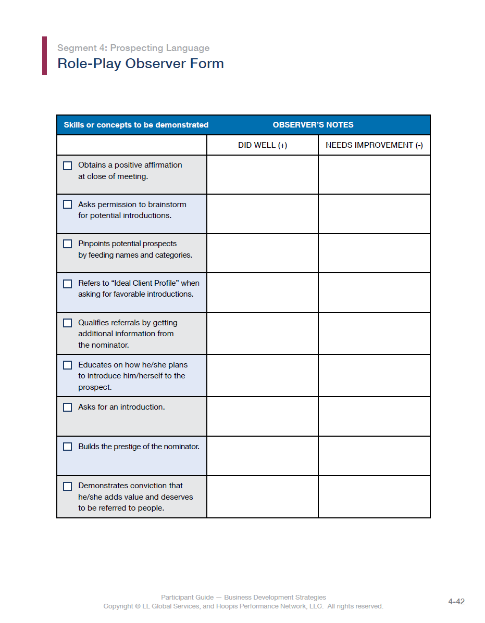 Segment 4: Prospecting Language
Role-Play Observer Form
Skills or concepts to be demonstrated
OBSERVER'S NOTES
DID WELL (+)
NEEDS IMPROVEMENT (-)
Obtains a positive affirmation
at close of meeting.
Asks permission to brainstorm
for potential introductions.
Pinpoints potential prospects
by feeding names and categories.
Refers to "Ideal Client Profile" when
asking for favorable introductions.
Qualifies referrals by getting
additional information from
the nominator.
Educates on how he/she plans
to introduce him/herself to the
prospect.
Asks for an introduction.
Builds the prestige of the nominator.
Demonstrates conviction that
he/she adds value and deserves
to be referred to people.
Participant Guide — Business Development Strategies
Copyright © LL Global Services, and Hoopis Performance Network, LLC. All rights reserved.
4-42